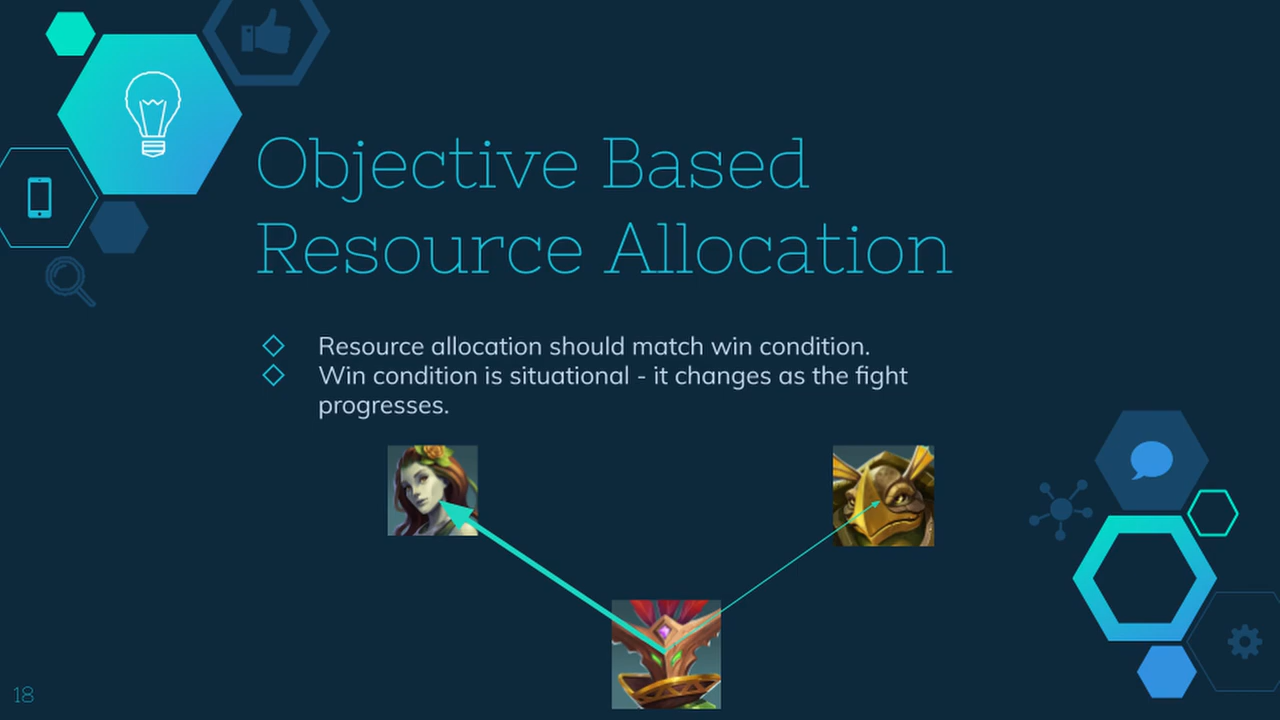 Objective Based
Resource Allocation
Resource allocation should match win condition.
Win condition is situational - it changes as the fight
progresses.
18